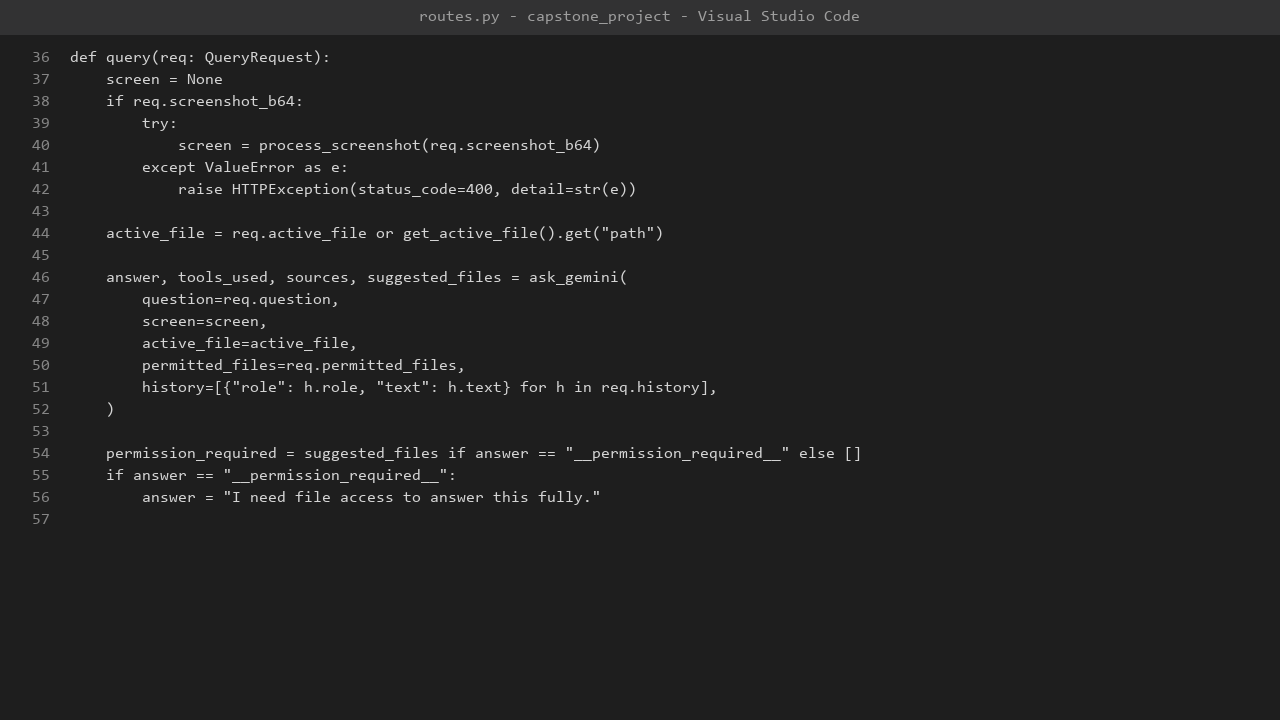 routes.py - capstone_project - Visual Studio Code
36 def query(req: QueryRequest):
37     screen = None
38     if req.screenshot_b64:
39         try:
40             screen = process_screenshot(req.screenshot_b64)
41         except ValueError as e:
42             raise HTTPException(status_code=400, detail=str(e))
43
44     active_file = req.active_file or get_active_file().get("path")
45
46     answer, tools_used, sources, suggested_files = ask_gemini(
47         question=req.question,
48         screen=screen,
49         active_file=active_file,
50         permitted_files=req.permitted_files,
51         history=[{"role": h.role, "text": h.text} for h in req.history],
52     )
53
54     permission_required = suggested_files if answer == "__permission_required__" else []
55     if answer == "__permission_required__":
56         answer = "I need file access to answer this fully."
57